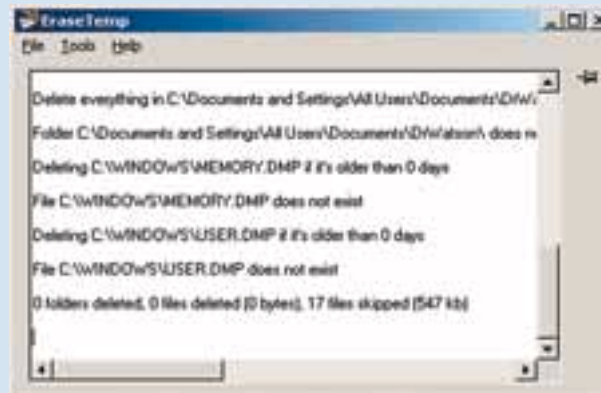 EraseTemp
File Tools Help
Delete everything in C:\Documents and Settings\All Users\Documents\DrWa
Folder C:\Documents and Settings\All Users\Documents\DrWatson\ does n
Deleting C:\WINDOWS\MEMORY.DMP if it's older than 0 days
File C:\WINDOWS\MEMORY.DMP does not exist
Deleting C:\WINDOWS\USER.DMP if it's older than 0 days
File C:\WINDOWS\USER.DMP does not exist
0 folders deleted, 0 files deleted (0 bytes), 17 files skipped (547 kb)